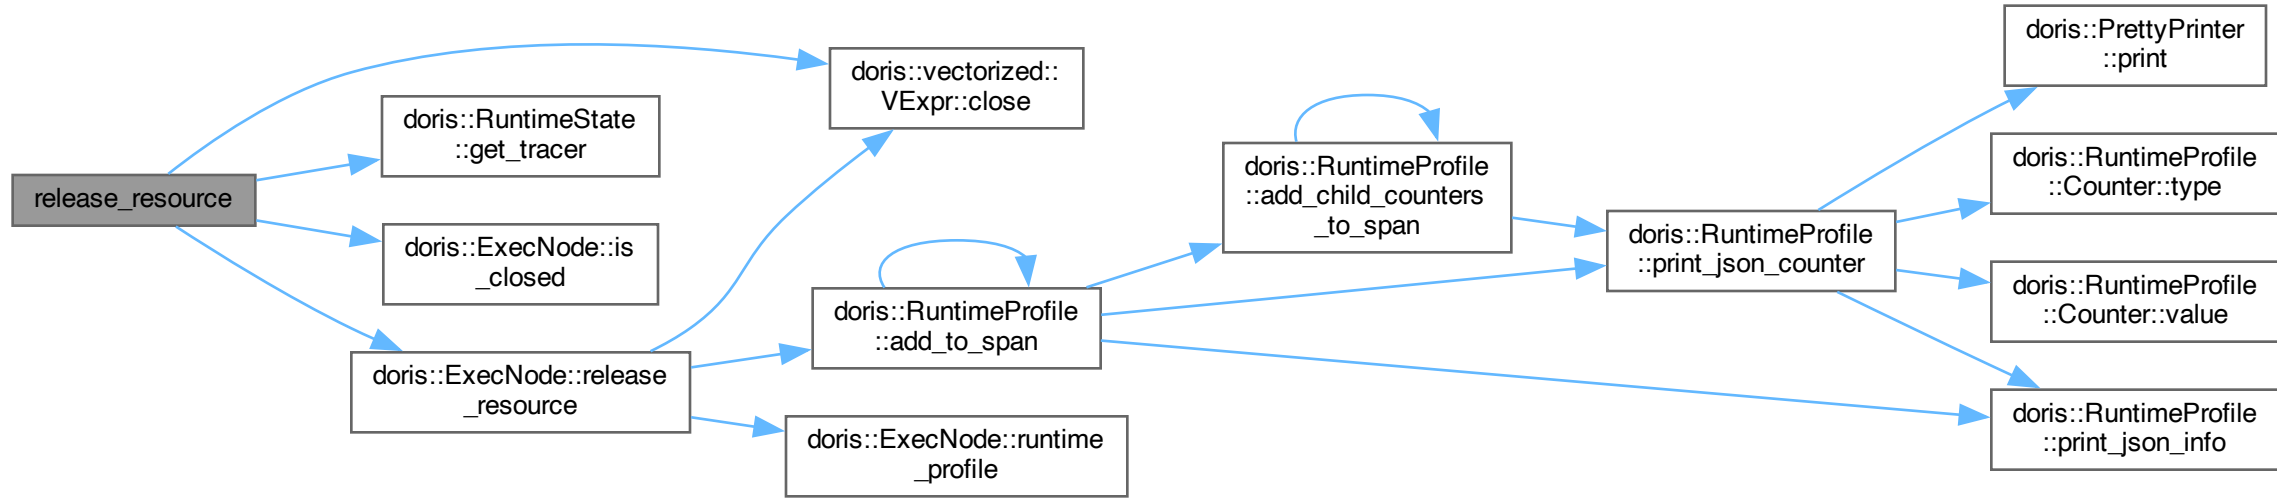 release_resource
doris::vectorized::
VExpr::close
doris::RuntimeState
::get_tracer
doris::ExecNode::is
_closed
doris::ExecNode::release
_resource
doris::RuntimeProfile
::add_to_span
doris::ExecNode::runtime
_profile
doris::RuntimeProfile
::add_child_counters
_to_span
doris::RuntimeProfile
::print_json_counter
doris::PrettyPrinter
::print
doris::RuntimeProfile
::Counter::type
doris::RuntimeProfile
::Counter::value
doris::RuntimeProfile
::print_json_info